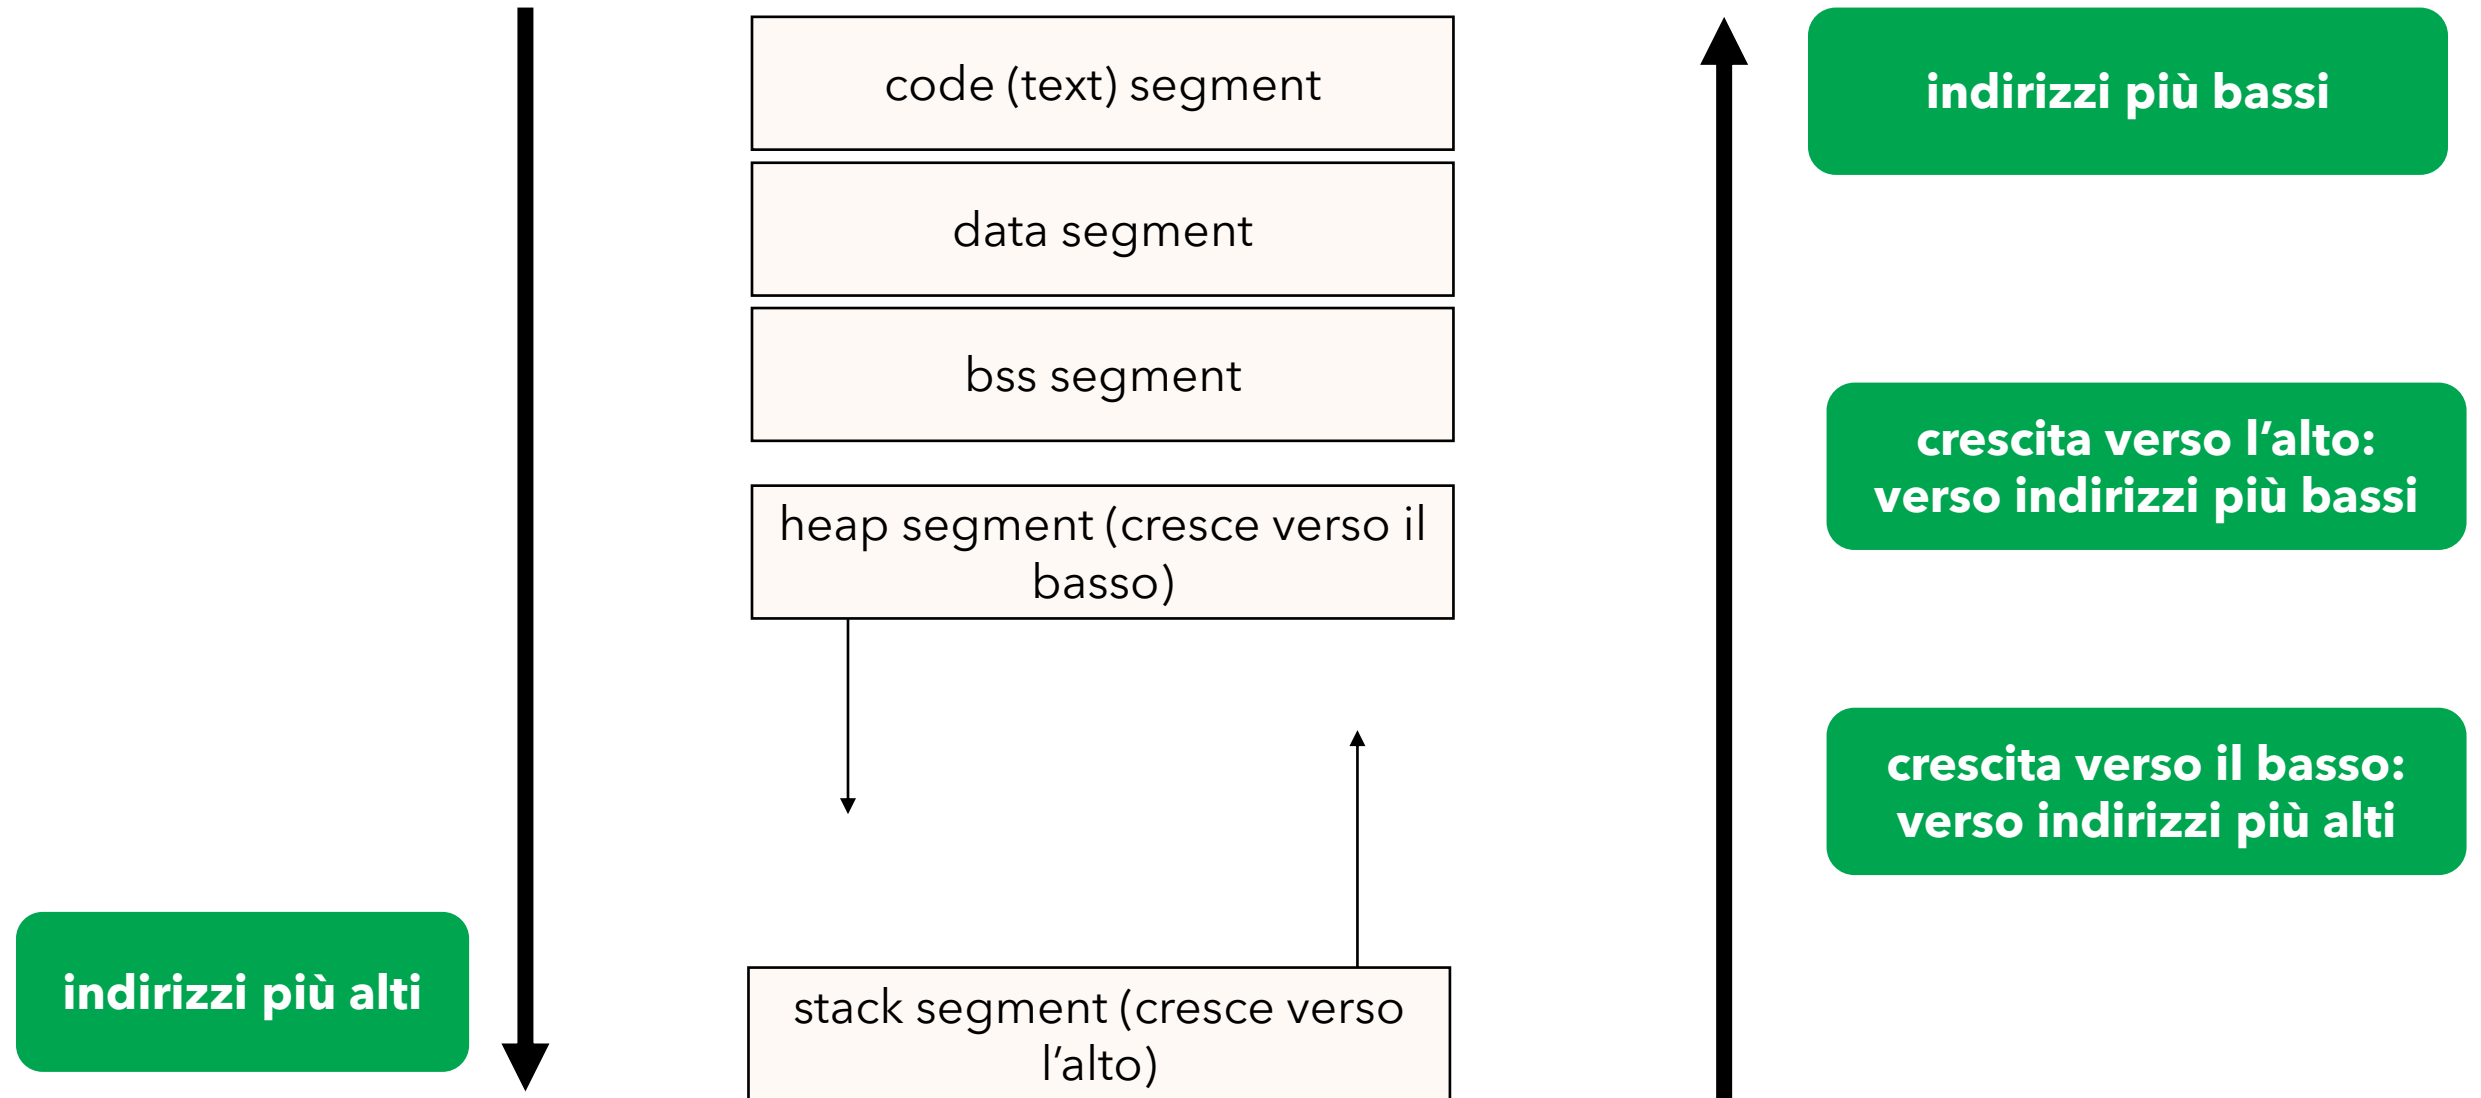 code (text) segment
indirizzi più bassi
data segment
bss segment
crescita verso l’alto:
verso indirizzi più bassi
heap segment (cresce verso il
basso)
crescita verso il basso:
verso indirizzi più alti
indirizzi più alti
stack segment (cresce verso
l’alto)